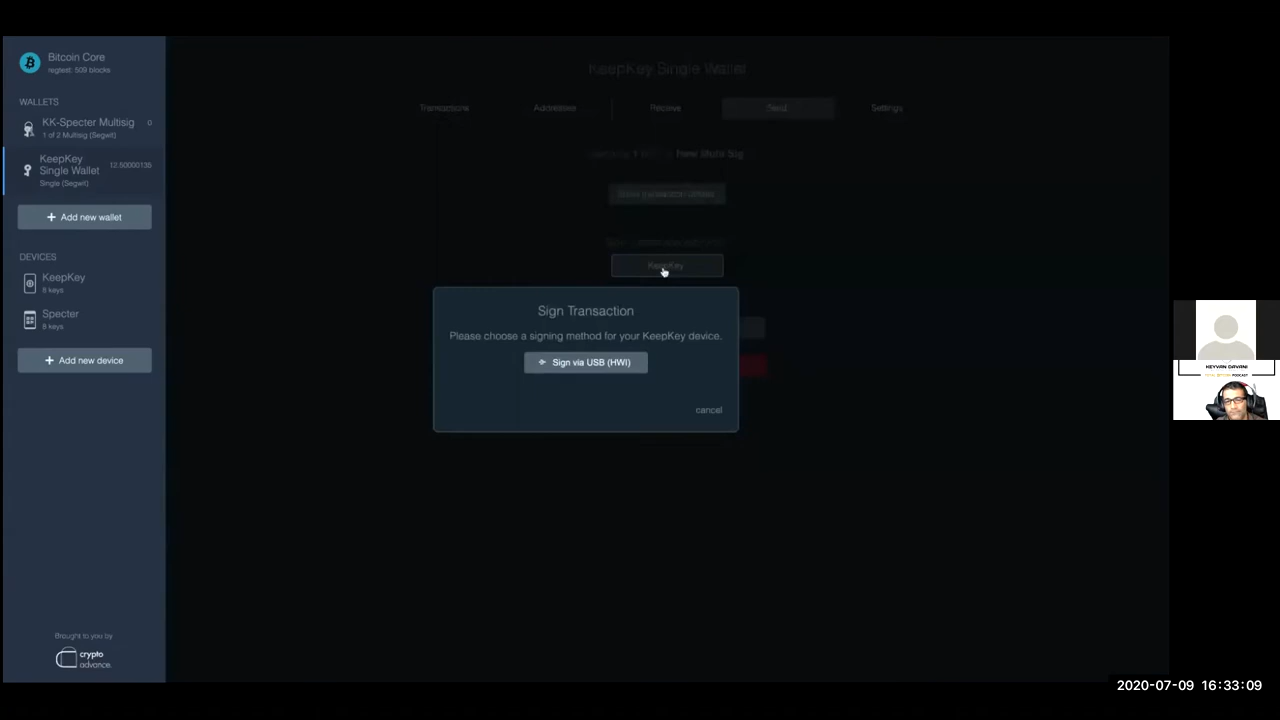 Bitcoin Core
regtest: 509 blocks
WALLETS
KK-Specter Multisig 0
1 of 2 Multisig (Segwit)
KeepKey
Single Wallet 12.50000135
Single (Segwit)
+ Add new wallet
DEVICES
KeepKey
8 keys
Specter
8 keys
+ Add new device
Brought to you by
crypto
advance.
KeepKey Single Wallet
Transactions Addresses Receive Send Settings
KeepKey
Sign Transaction
Please choose a signing method for your KeepKey device.
Sign via USB (HWI)
cancel
KEYVAN DAVANI
PODCAST
2020-07-09 16:33:09